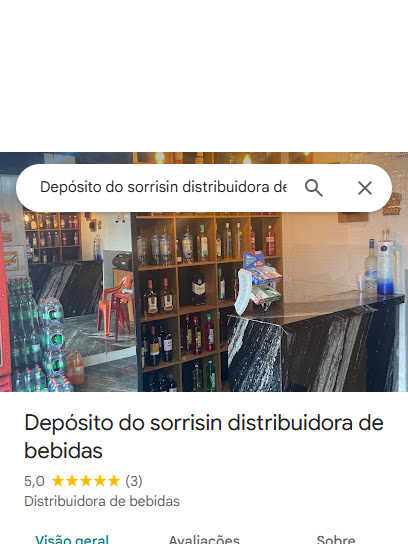 Depósito do sorrisin distribuidora de
Depósito do sorrisin distribuidora de
bebidas
5,0 (3)
Distribuidora de bebidas
Visão geral Avaliações Sobre